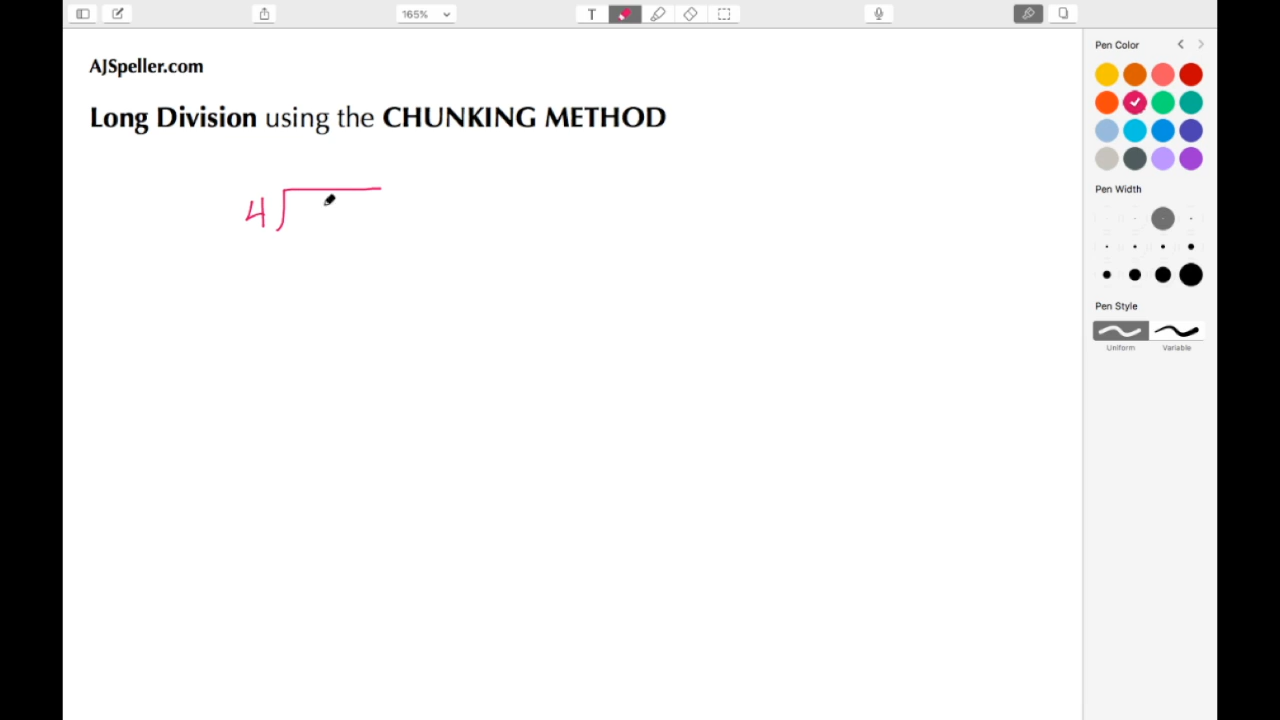 165%
T
AJSpeller.com
Long Division using the CHUNKING METHOD
4
Pen Color
Pen Width
Pen Style
Uniform Variable